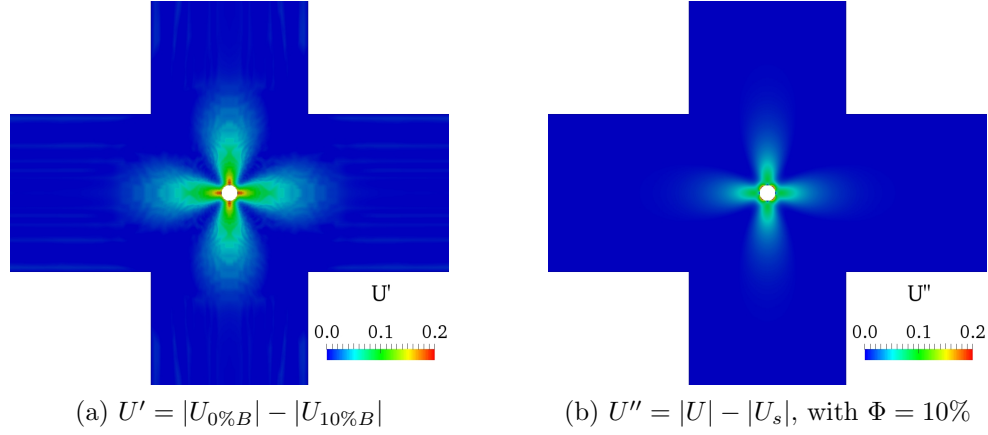 U'
0.0 0.1 0.2
U"
0.0 0.1 0.2
(a) U′ = |U0%B| − |U10%B|
(b) U′′ = |U| − |Us|, with Φ = 10%